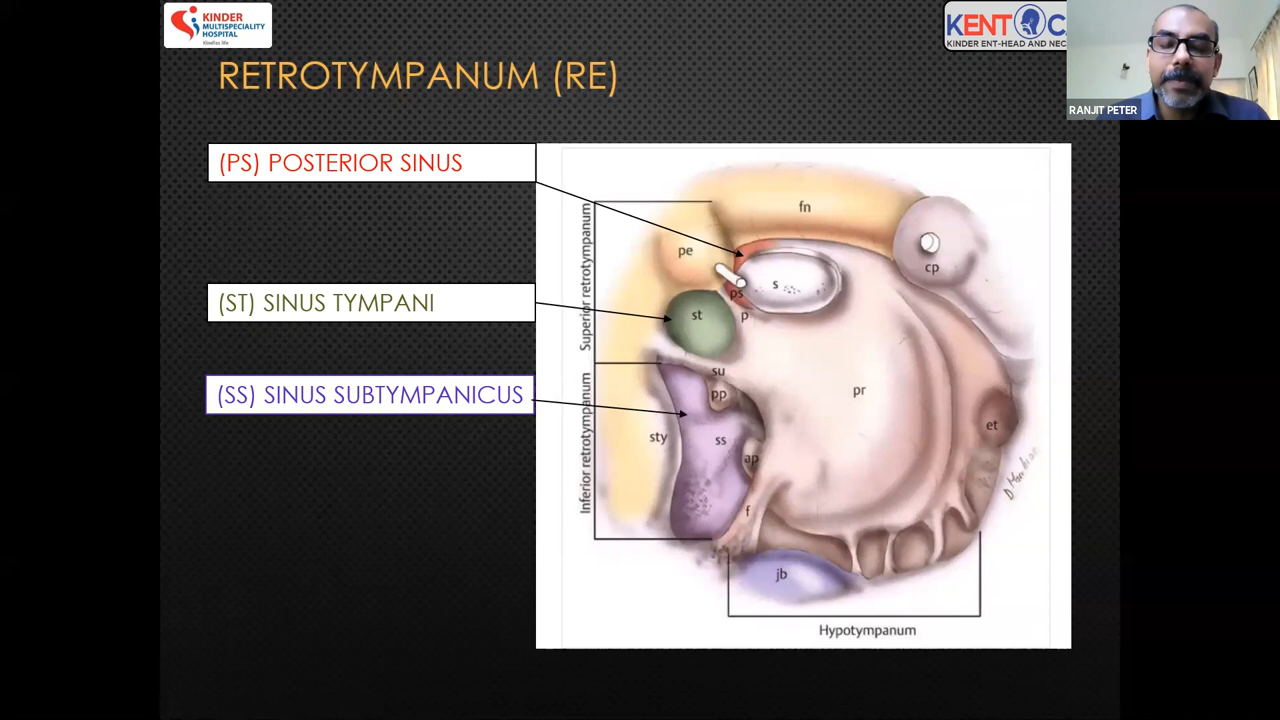 KINDER
MULTISPECIALITY
HOSPITAL
KENT
KINDER ENT-HEAD AND NEC
RANJIT PETER
RETROTYMPANUM (RE)
(PS) POSTERIOR SINUS
(ST) SINUS TYMPANI
(SS) SINUS SUBTYMPANICUS
Superior retrotympanum
Inferior retrotympanum
fn
pe
cp
s
ps
st
p
su
pp
pr
et
sty
ss
ap
f
jb
Hypotympanum